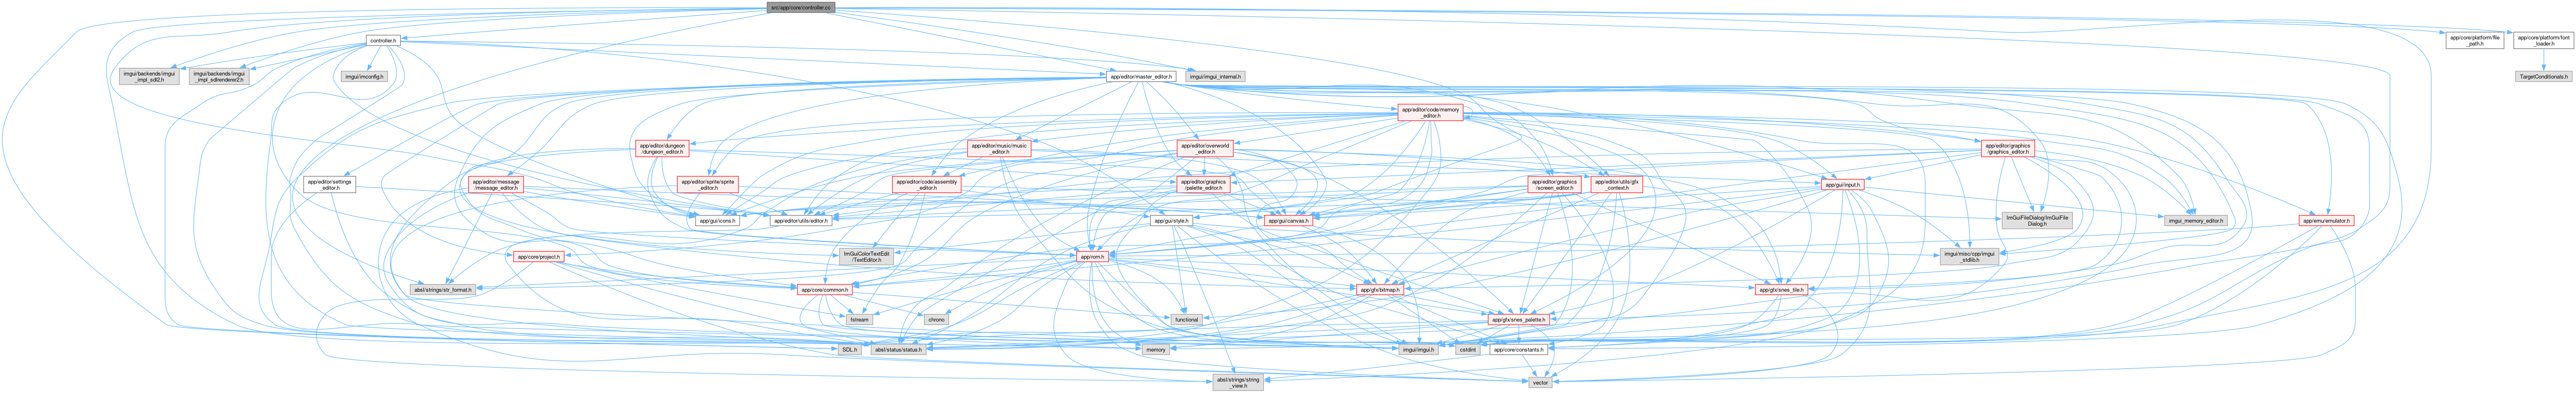 src/app/core/controller.cc
controller.h
app/core/platform/file
_path.h
app/core/platform/font
_loader.h
imgui/backends/imgui
_impl_sdl2.h
imgui/backends/imgui
_impl_sdlrenderer2.h
imgui/imconfig.h
app/editor/master_editor.h
imgui/imgui_internal.h
TargetConditionals.h
app/editor/code/memory
_editor.h
app/editor/dungeon
/dungeon_editor.h
app/editor/music/music
_editor.h
app/editor/overworld
_editor.h
app/editor/graphics
/graphics_editor.h
app/editor/settings
_editor.h
app/editor/message
/message_editor.h
app/editor/sprite/sprite
_editor.h
app/editor/code/assembly
_editor.h
app/editor/graphics
/palette_editor.h
app/editor/graphics
/screen_editor.h
app/editor/utils/gfx
_context.h
app/gui/input.h
app/gui/icons.h
app/editor/utils/editor.h
app/gui/style.h
app/gui/canvas.h
ImGuiFileDialog/ImGuiFile
Dialog.h
imgui_memory_editor.h
app/emu/emulator.h
app/core/project.h
ImGuiColorTextEdit
/TextEditor.h
app/rom.h
imgui/misc/cpp/imgui
_stdlib.h
absl/strings/str_format.h
app/core/common.h
app/gfx/bitmap.h
app/gfx/snes_tile.h
fstream
chrono
functional
app/gfx/snes_palette.h
SDL.h
absl/status/status.h
memory
imgui/imgui.h
cstdint
app/core/constants.h
absl/strings/string
_view.h
vector